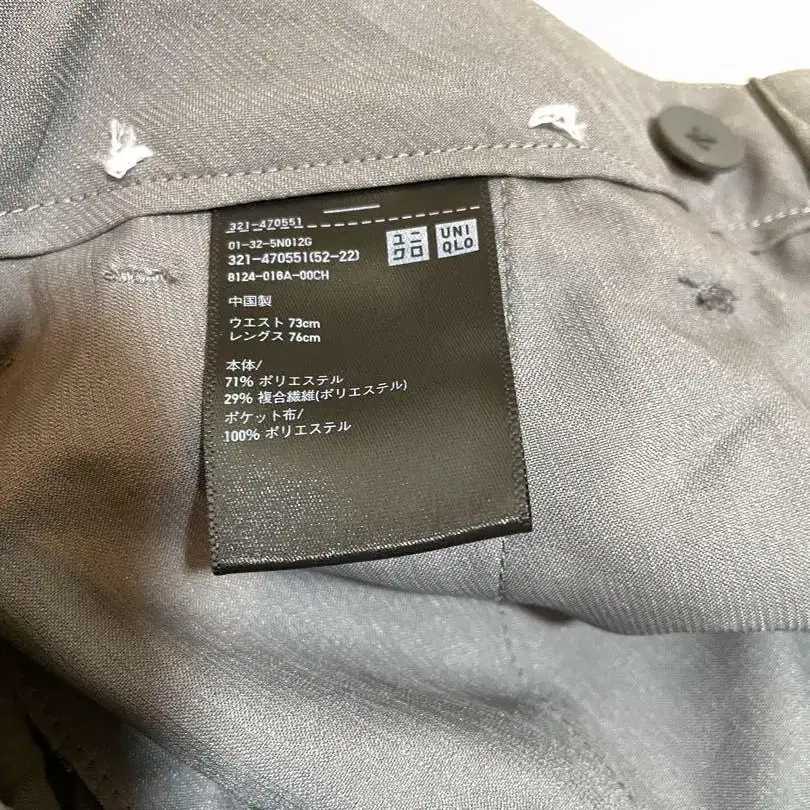 321-470551
01-32-5N012G
321-470551(52-22)
8124-018A-00CH
ユニ
クロ
UNI
QLO
中国製
ウエスト 73cm
レングス 76cm
本体/
71% ポリエステル
29% 複合繊維(ポリエステル)
ポケット布/
100% ポリエステル